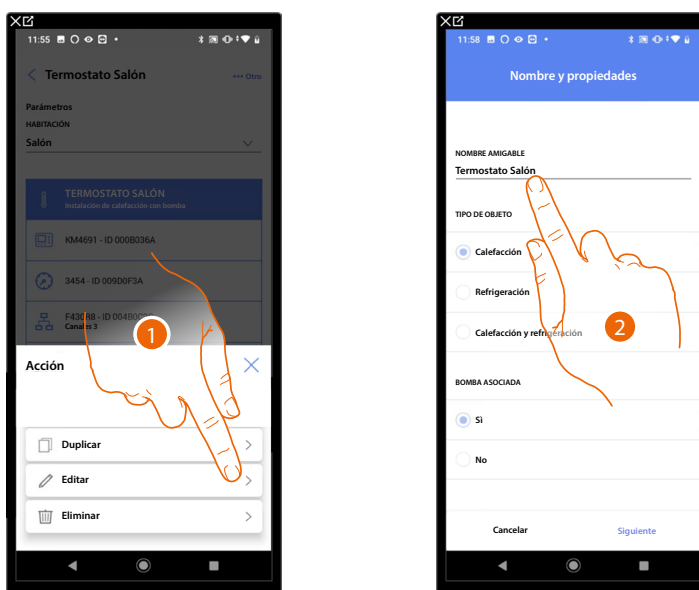 11:55
Termostato Salón
••• Otro
Parámetros
HABITACIÓN
Salón
TERMOSTATO SALÓN
Instalación de calefacción con bomba
KM4691 - ID 000B036A
3454 - ID 009D0F3A
Canales 3
1
Acción
Duplicar
Editar
Eliminar
11:58
Nombre y propiedades
NOMBRE AMIGABLE
Termostato Salón
TIPO DE OBJETO
Calefacción
Refrigeración
Calefacción y refrigeración
2
BOMBA ASOCIADA
Sì
No
Cancelar
Siguiente